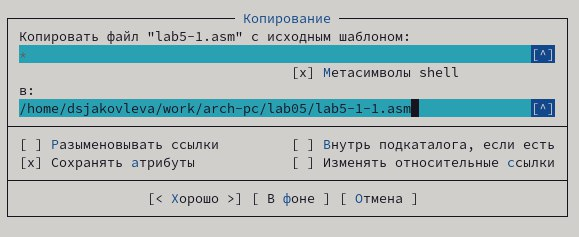 Копирование
Копировать файл "lab5-1.asm" с исходным шаблоном:
* [^]
[x] Метасимволы shell
в:
/home/dsjakovleva/work/arch-pc/lab05/lab5-1-1.asm [^]
[ ] Разыменовывать ссылки [ ] Внутрь подкаталога, если есть
[x] Сохранять атрибуты [ ] Изменять относительные ссылки
[< Хорошо >] [ В фоне ] [ Отмена ]